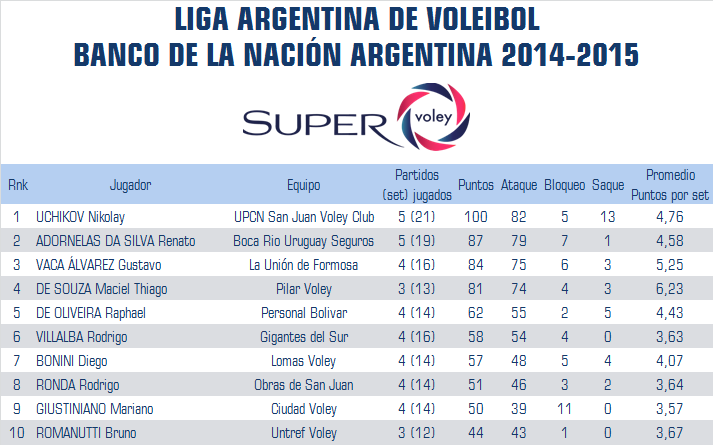 LIGA ARGENTINA DE VOLEIBOL
BANCO DE LA NACIÓN ARGENTINA 2014-2015
SUPER voley
Rnk Jugador Equipo Partidos (set) jugados Puntos Ataque Bloqueo Saque Promedio Puntos por set
1 UCHIKOV Nikolay UPCN San Juan Voley Club 5 (21) 100 82 5 13 4,76
2 ADORNELAS DA SILVA Renato Boca Rio Uruguay Seguros 5 (19) 87 79 7 1 4,58
3 VACA ÁLVAREZ Gustavo La Unión de Formosa 4 (16) 84 75 6 3 5,25
4 DE SOUZA Maciel Thiago Pilar Voley 3 (13) 81 74 4 3 6,23
5 DE OLIVEIRA Raphael Personal Bolivar 4 (14) 62 55 2 5 4,43
6 VILLALBA Rodrigo Gigantes del Sur 4 (16) 58 54 4 0 3,63
7 BONINI Diego Lomas Voley 4 (14) 57 48 5 4 4,07
8 RONDA Rodrigo Obras de San Juan 4 (14) 51 46 3 2 3,64
9 GIUSTINIANO Mariano Ciudad Voley 4 (14) 50 39 11 0 3,57
10 ROMANUTTI Bruno Untref Voley 3 (12) 44 43 1 0 3,67